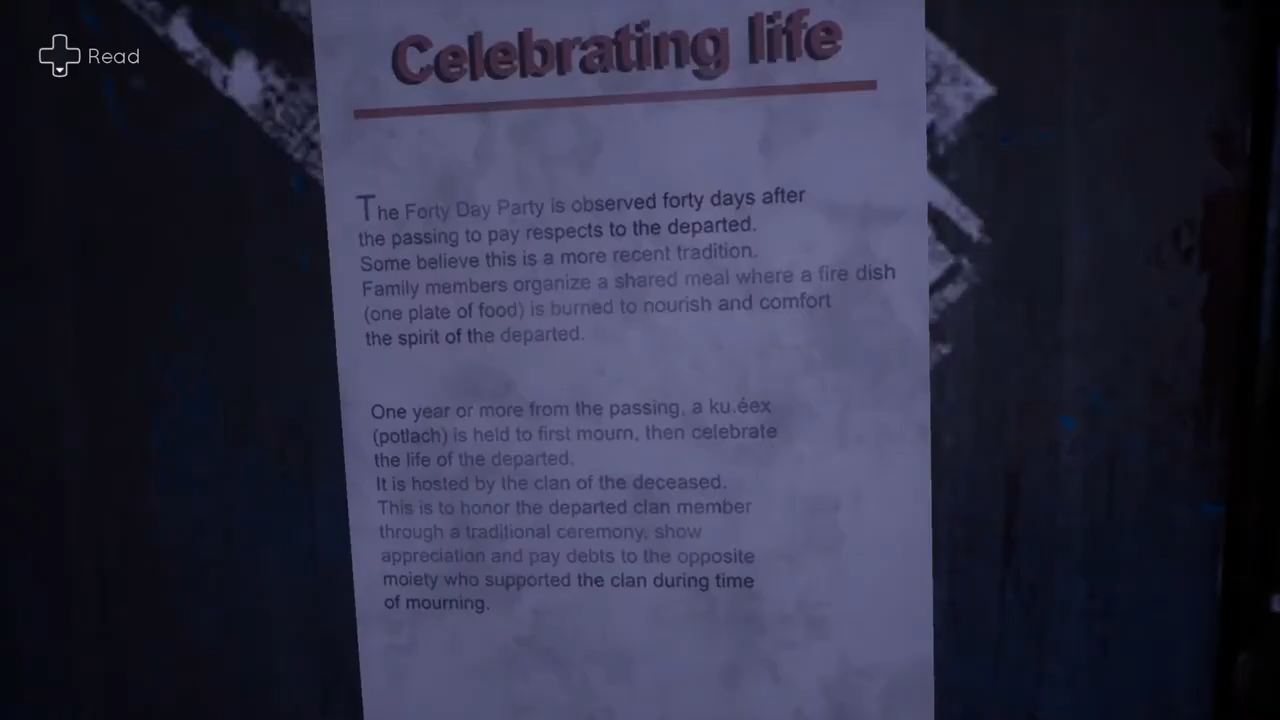 Read
Celebrating life
The Forty Day Party is observed forty days after
the passing to pay respects to the departed.
Some believe this is a more recent tradition.
Family members organize a shared meal where a fire dish
(one plate of food) is burned to nourish and comfort
the spirit of the departed.
One year or more from the passing, a ku.éex
(potlach) is held to first mourn, then celebrate
the life of the departed.
It is hosted by the clan of the deceased.
This is to honor the departed clan member
through a traditional ceremony, show
appreciation and pay debts to the opposite
moiety who supported the clan during time
of mourning.